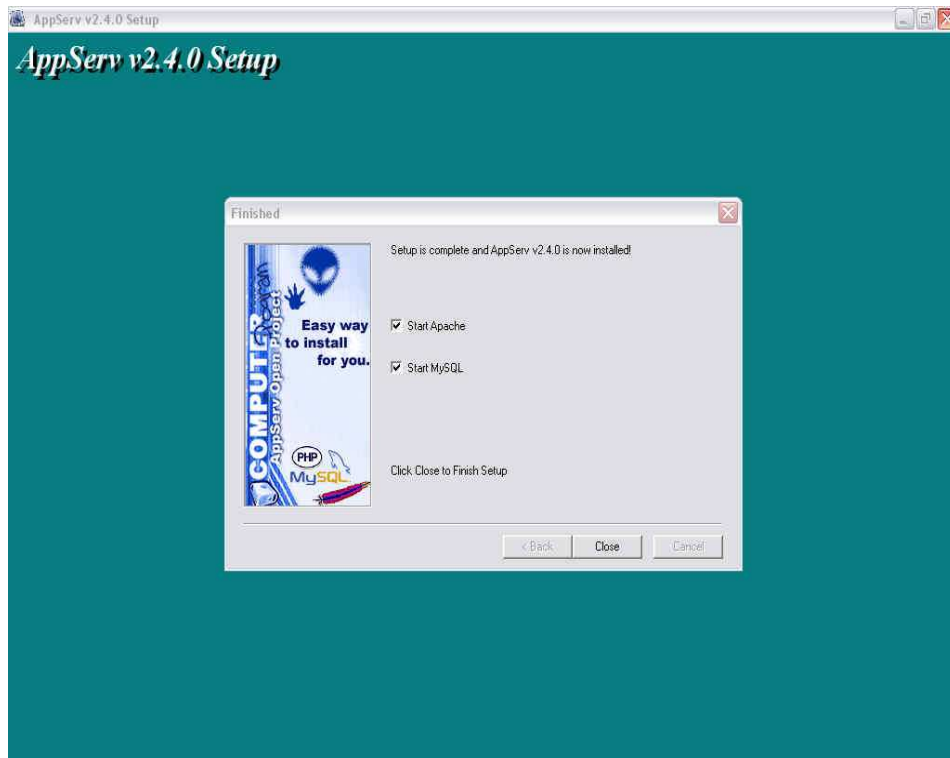 AppServ v2.4.0 Setup
AppServ v2.4.0 Setup
Finished
Setup is complete and AppServ v2.4.0 is now installed!
COMPUTER
Program
AppServ Open Project
Easy way
to install
for you.
PHP
MySQL
Start Apache
Start MySQL
Click Close to Finish Setup
< Back
Close
Cancel